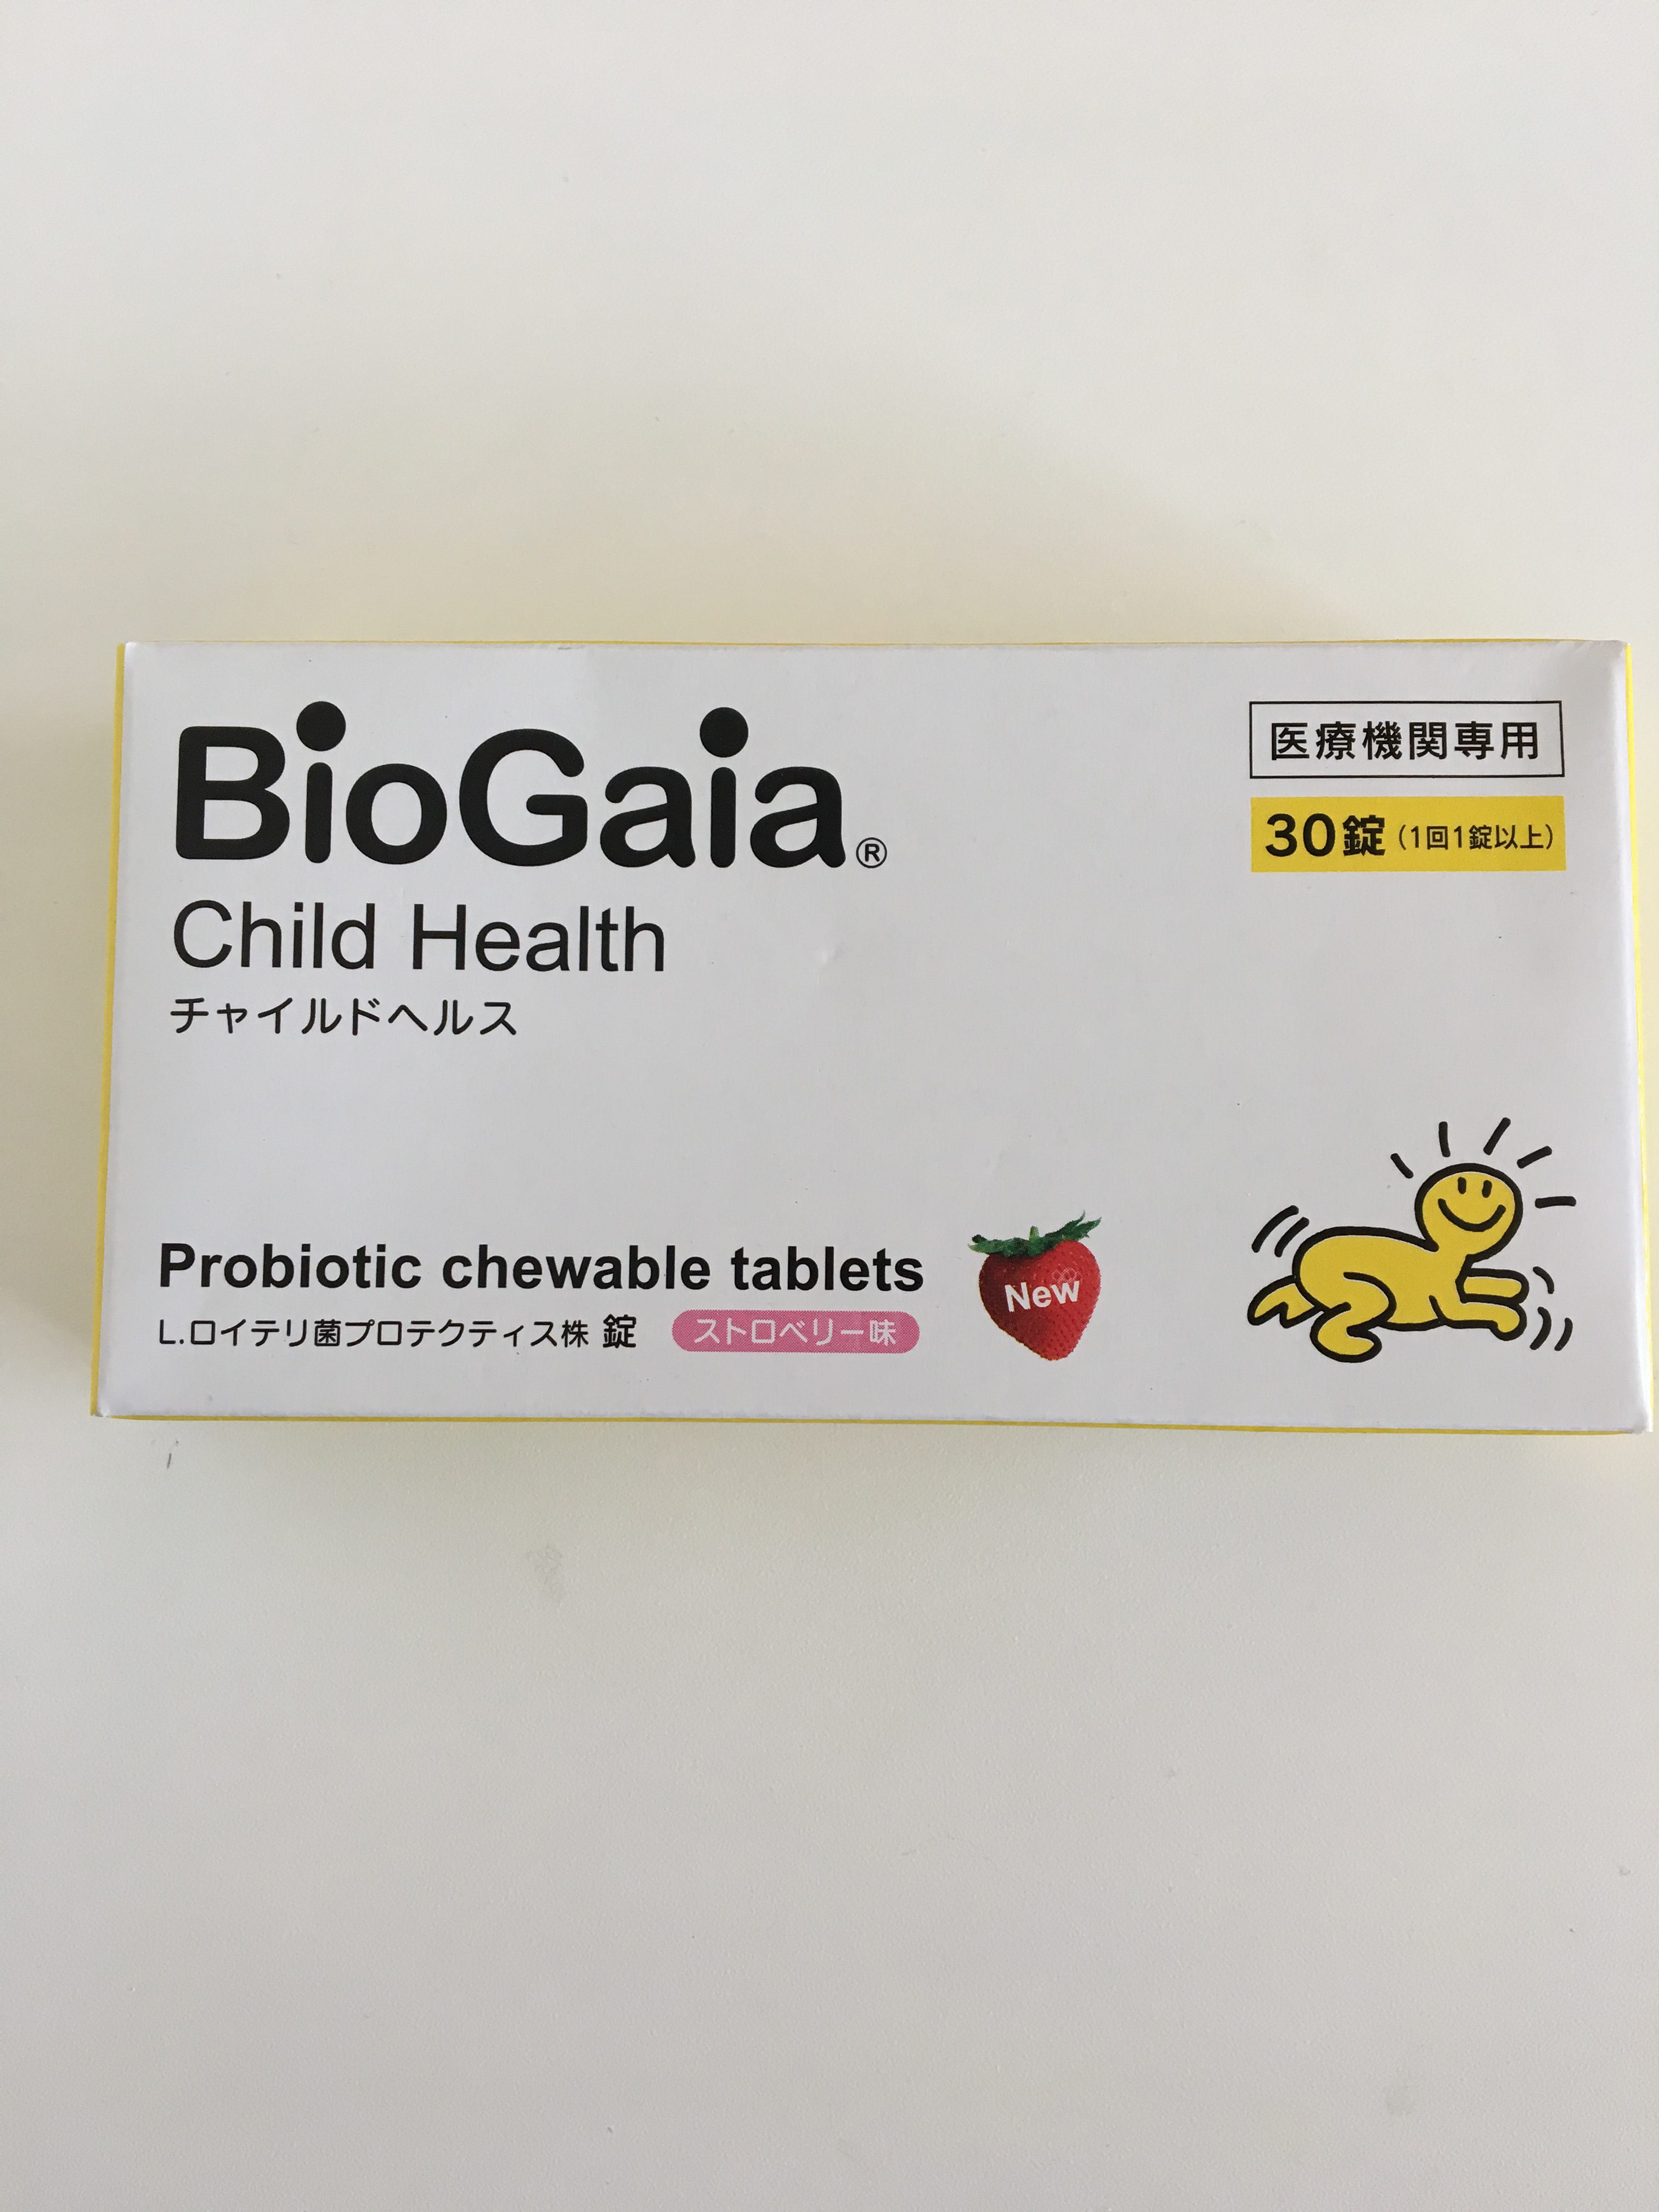 BioGaia®
Child Health
チャイルドヘルス
医療機関専用
30錠（1回1錠以上）
Probiotic chewable tablets
L.ロイテリ菌プロテクティス株 錠 ストロベリー味
New